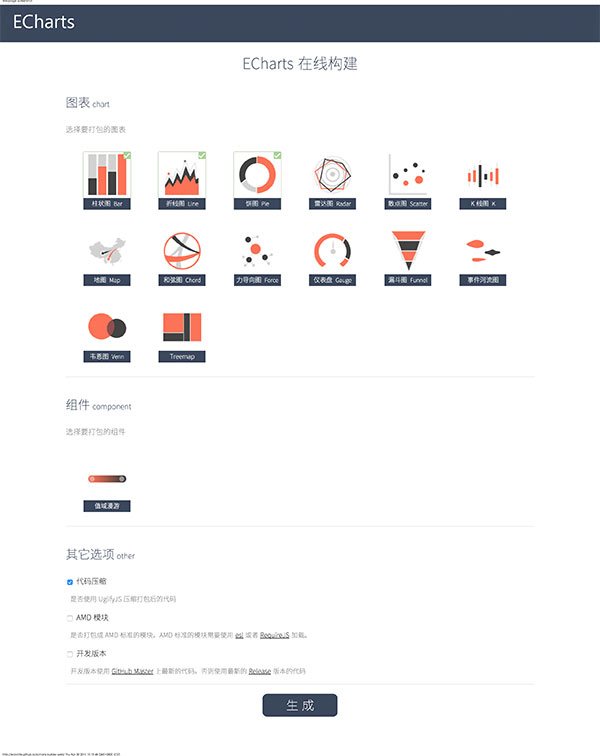 ECharts
ECharts 在线构建
图表 chart
选择要打包的图表
柱状图 Bar
折线图 Line
饼图 Pie
雷达图 Radar
散点图 Scatter
K线图 K
地图 Map
和弦图 Chord
力导向图 Force
仪表盘 Gauge
漏斗图 Funnel
事件河流图
韦恩图 Venn
Treemap
组件 component
选择要打包的组件
值域漫游
其它选项 other
代码压缩
是否使用 UglifyJS 压缩打包后的代码
AMD 模块
是否打包成 AMD 标准的模块。AMD 标准的模块需要使用 esl 或者 RequireJS 加载。
开发版本
开发版本使用 GitHub Master 上最新的代码。否则使用最新的 Release 版本的代码
生 成